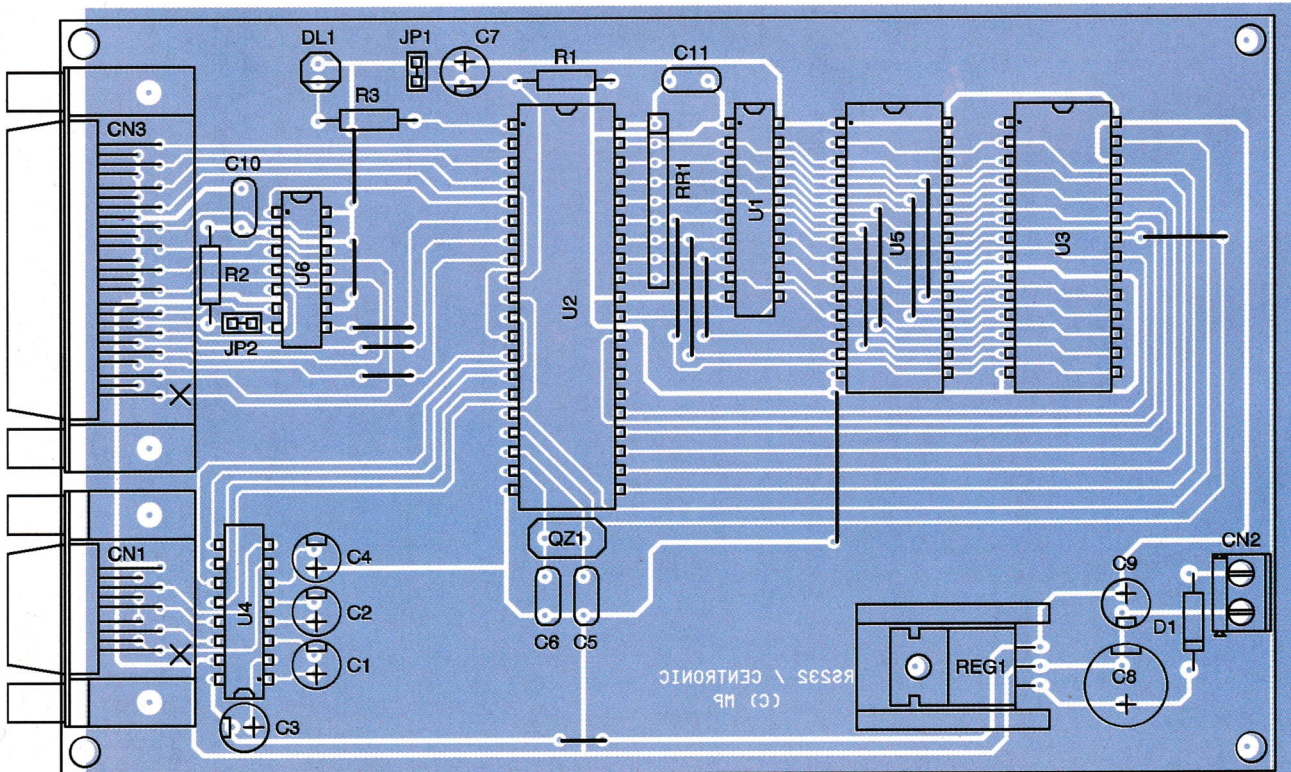 DL1
JP1
C7
R1
C11
R3
CN3
C10
RR1
U1
U5
U3
R2
U6
U2
JP2
QZ1
CN1
C4
CN2
C9
U4
C2
C6
C5
D1
C1
REG1
C8
RS232 / CENTRONIC
(C) MP
C3